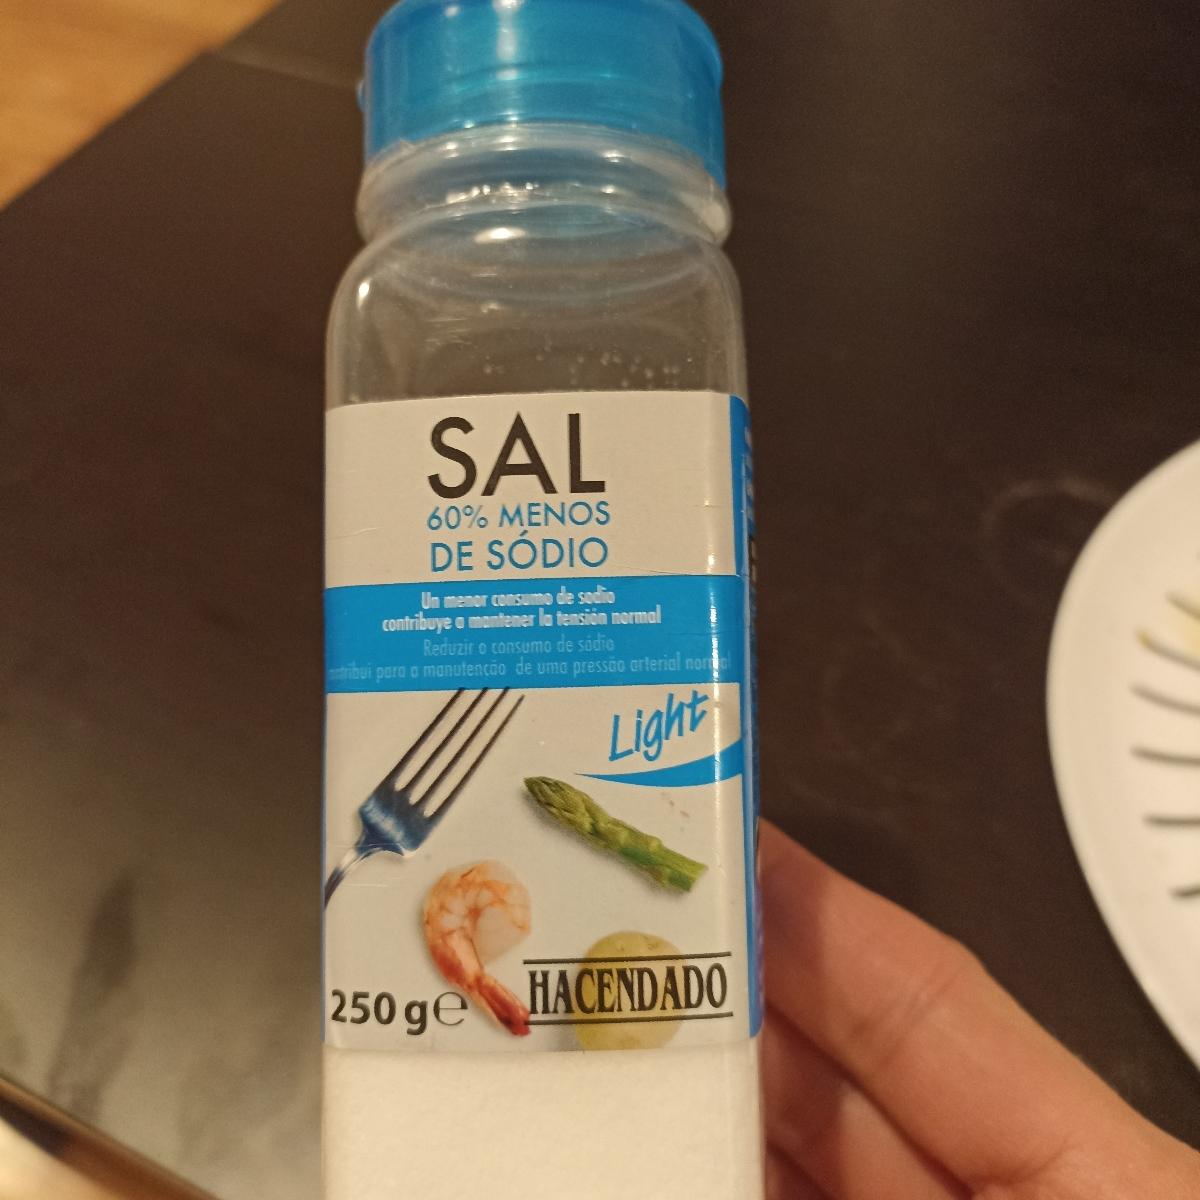 SAL
60% MENOS
DE SÓDIO
Un menor consumo de sodio
contribuye a mantener la tensión normal
Reduzir o consumo de sódio
para a manutenção de uma pressão arterial normal
Light
250 g℮
HACENDADO